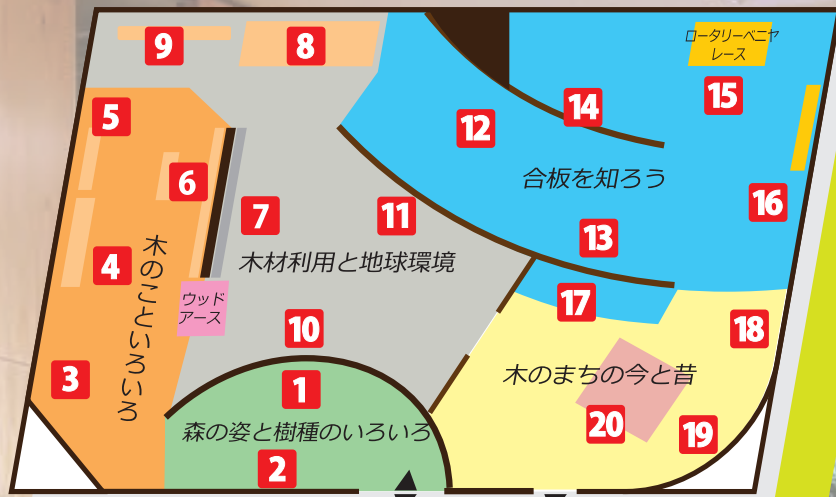 9
8
ロータリーベニヤ
レース
5
15
14
12
6
合板を知ろう
7
11
16
木材利用と地球環境
13
4
木のこといろいろ
ウッド
アース
17
10
18
3
1
木のまちの今と昔
森の姿と樹種のいろいろ
20
19
2